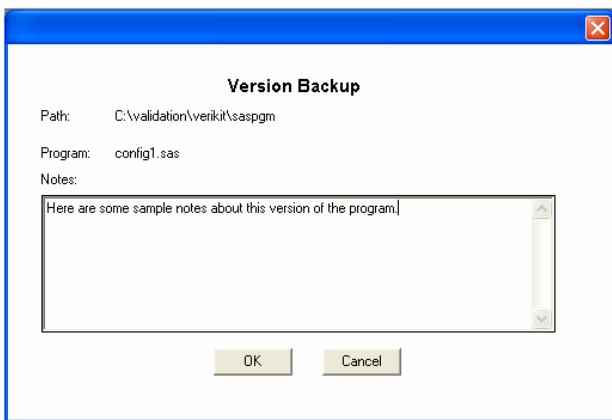 Version Backup
Path: C:\validation\verikit\saspgm
Program: config1.sas
Notes:
Here are some sample notes about this version of the program.
OK Cancel